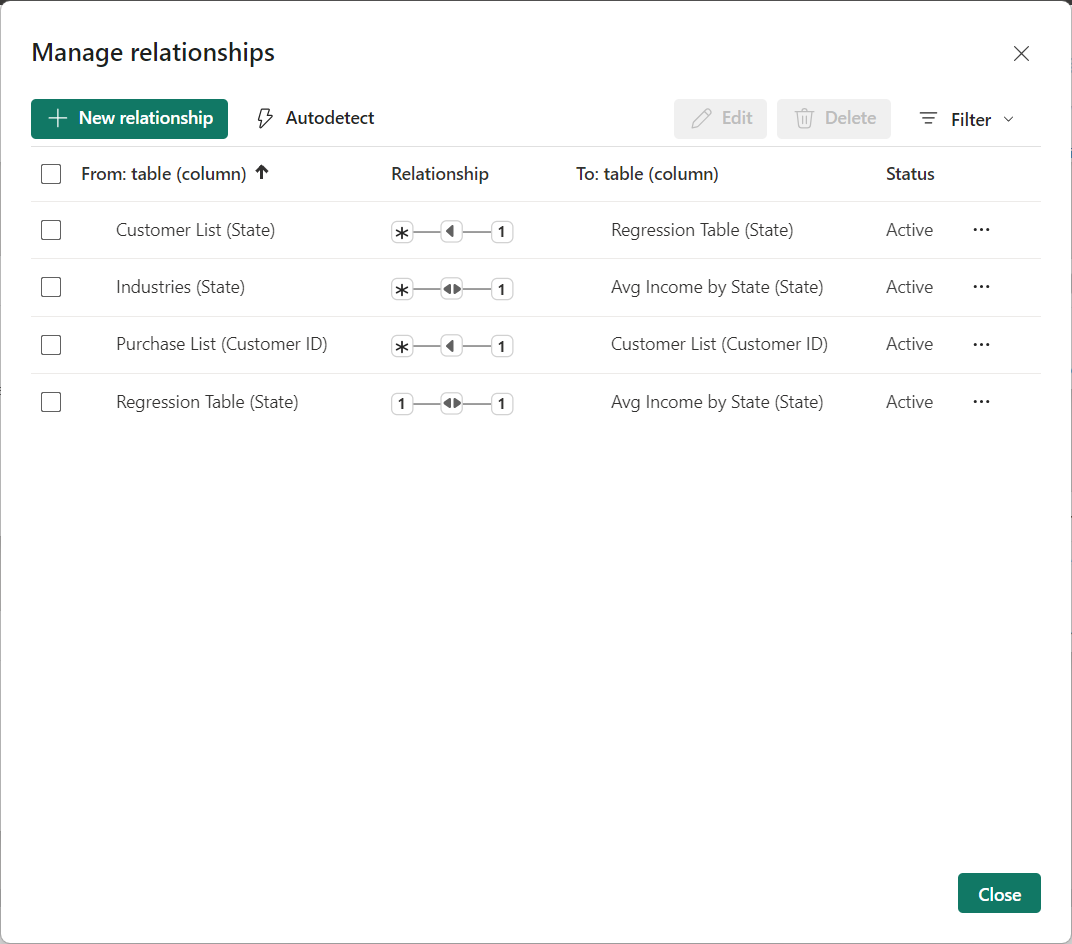 Manage relationships
New relationship Autodetect Edit Delete Filter
From: table (column) Relationship To: table (column) Status
Customer List (State) * 1 Regression Table (State) Active ...
Industries (State) * 1 Avg Income by State (State) Active ...
Purchase List (Customer ID) * 1 Customer List (Customer ID) Active ...
Regression Table (State) 1 1 Avg Income by State (State) Active ...
Close